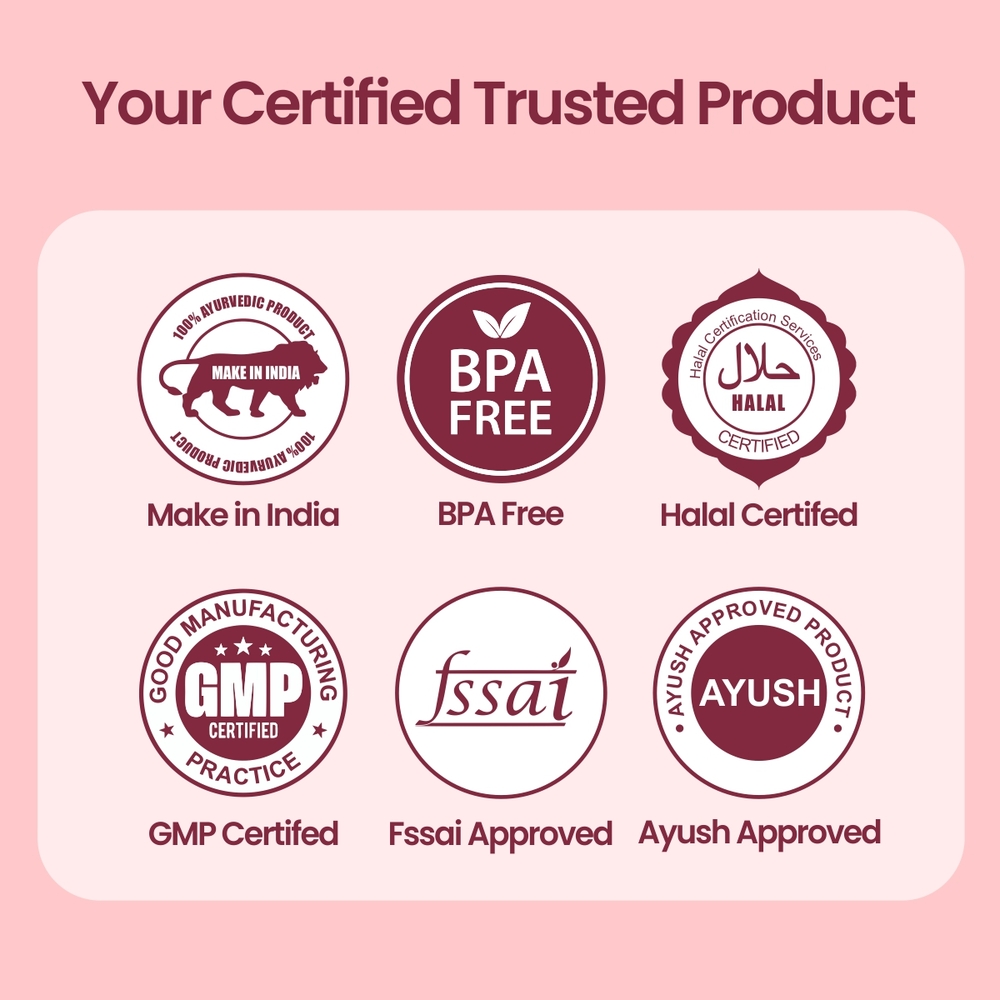 Your Certified Trusted Product
100% AYURVEDIC PRODUCT
MAKE IN INDIA
100% AYURVEDIC PRODUCT
Make in India
BPA
FREE
BPA Free
Halal Certification Services
حلال
HALAL
CERTIFIED
Halal Certifed
GOOD MANUFACTURING
GMP
CERTIFIED
PRACTICE
GMP Certifed
fssai
Fssai Approved
AYUSH APPROVED PRODUCT
AYUSH
Ayush Approved